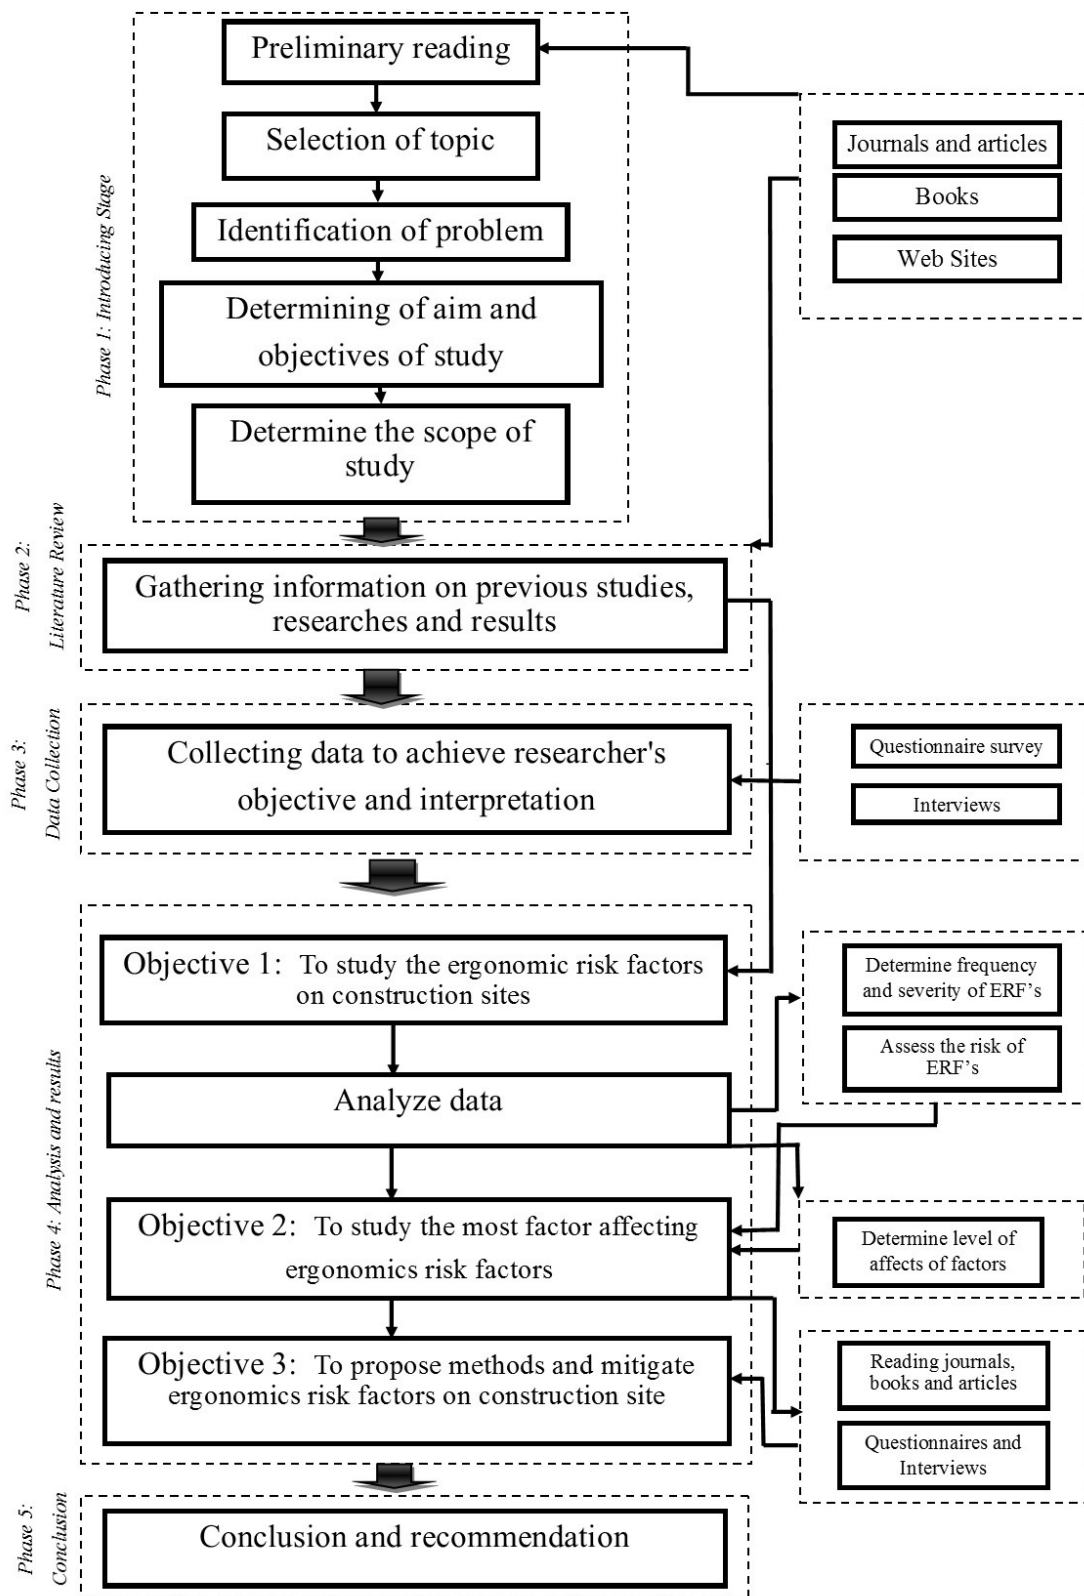 Phase 1: Introducing Stage
Preliminary reading
Selection of topic
Identification of problem
Determining of aim and
objectives of study
Determine the scope of
study
Journals and articles
Books
Web Sites
Phase 2:
Literature Review
Gathering information on previous studies,
researches and results
Phase 3:
Data Collection
Collecting data to achieve researcher's
objective and interpretation
Questionnaire survey
Interviews
Phase 4: Analysis and results
Objective 1: To study the ergonomic risk factors
on construction sites
Analyze data
Objective 2: To study the most factor affecting
ergonomics risk factors
Objective 3: To propose methods and mitigate
ergonomics risk factors on construction site
Determine frequency
and severity of ERF’s
Assess the risk of
ERF’s
Determine level of
affects of factors
Reading journals,
books and articles
Questionnaires and
Interviews
Phase 5:
Conclusion
Conclusion and recommendation